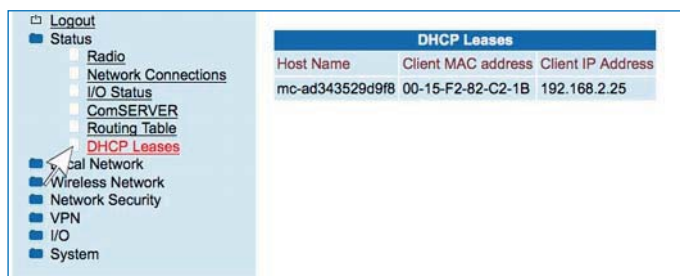 Logout
Status
Radio
Network Connections
I/O Status
ComSERVER
Routing Table
DHCP Leases
Local Network
Wireless Network
Network Security
VPN
I/O
System
DHCP Leases
Host Name Client MAC address Client IP Address
mc-ad343529d9f8 00-15-F2-82-C2-1B 192.168.2.25